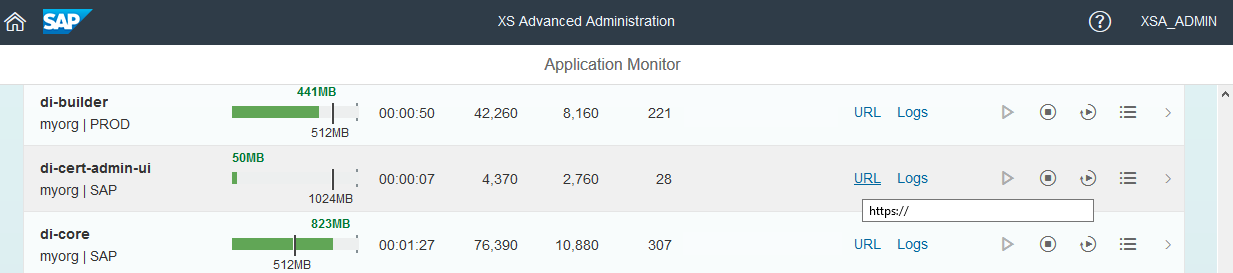 SAP XS Advanced Administration ? XSA_ADMIN
Application Monitor
441MB
di-builder
myorg | PROD
00:00:50 42,260 8,160 221 URL Logs
512MB
50MB
di-cert-admin-ui
myorg | SAP
00:00:07 4,370 2,760 28 URL Logs
1024MB
https://
823MB
di-core
myorg | SAP
00:01:27 76,390 10,880 307 URL Logs
512MB